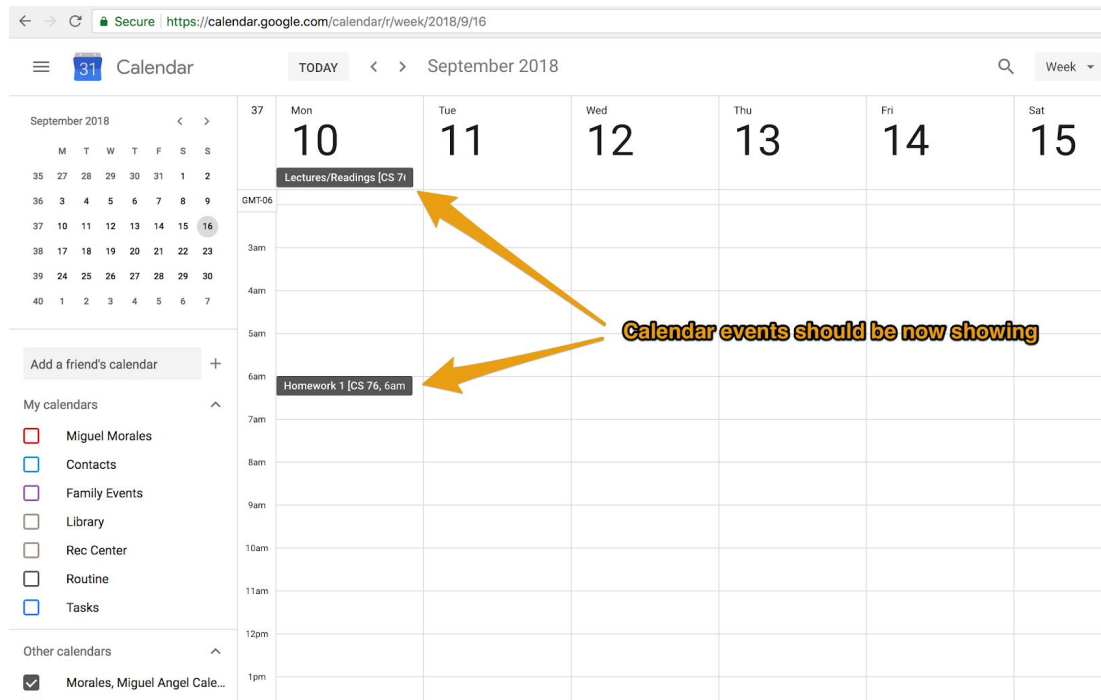 Secure https://calendar.google.com/calendar/r/week/2018/9/16
31 Calendar TODAY < > September 2018 Week
September 2018 < >
M T W T F S S
35 27 28 29 30 31 1 2
36 3 4 5 6 7 8 9
37 10 11 12 13 14 15 16
38 17 18 19 20 21 22 23
39 24 25 26 27 28 29 30
40 1 2 3 4 5 6 7
Add a friend's calendar +
My calendars
Miguel Morales
Contacts
Family Events
Library
Rec Center
Routine
Tasks
Other calendars
Morales, Miguel Angel Cale...
37 Mon Tue Wed Thu Fri Sat
10 11 12 13 14 15
Lectures/Readings [CS 7
GMT-06
3am
4am
5am
Calendar events should be now showing
6am
Homework 1 [CS 76, 6am
7am
8am
9am
10am
11am
12pm
1pm